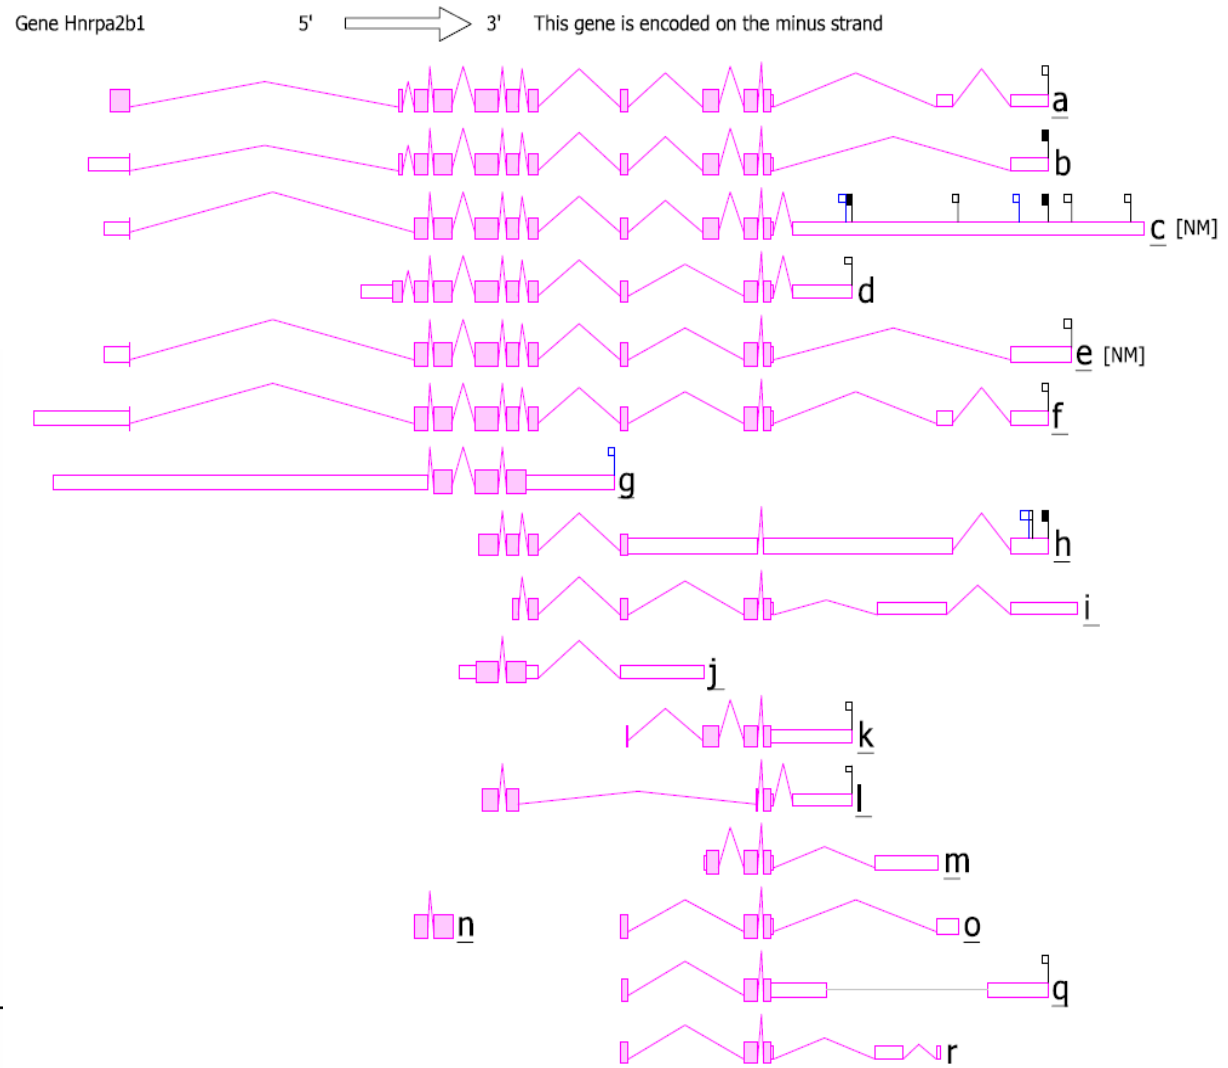 Gene Hnrpa2b1 5' 3' This gene is encoded on the minus strand
a
b
c [NM]
d
e [NM]
f
g
h
i
j
k
l
m
n o
q
r